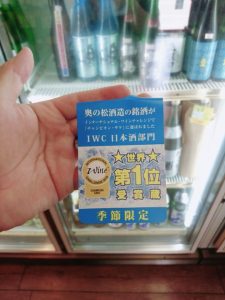 奥の松酒造の銘酒が
インターナショナル・ワインチャレンジで
「チャンピオン・サケ」に選ばれました
IWC 日本酒部門
★世界★
第1位
受賞蔵
季節限定